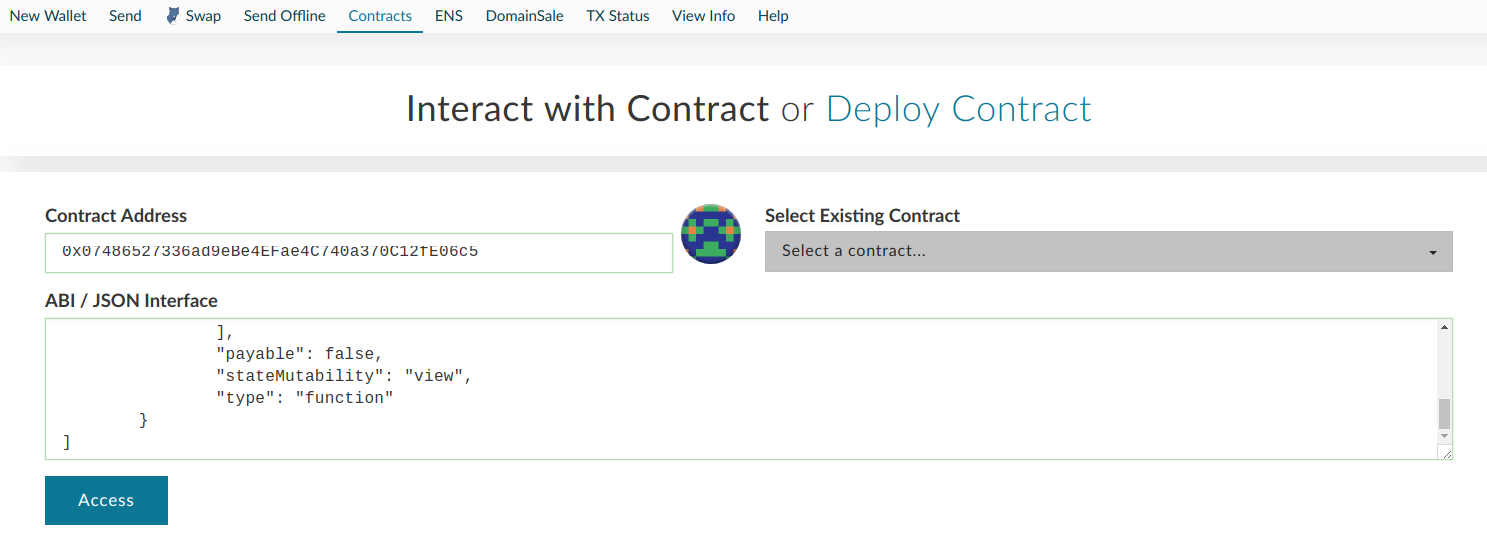 New Wallet Send Swap Send Offline Contracts ENS DomainSale TX Status View Info Help
Interact with Contract or Deploy Contract
Contract Address
Select Existing Contract
0x07486527336ad9eBe4EFae4C740a370C12fE06c5
Select a contract...
ABI / JSON Interface
],
"payable": false,
"stateMutability": "view",
"type": "function"
}
]
Access